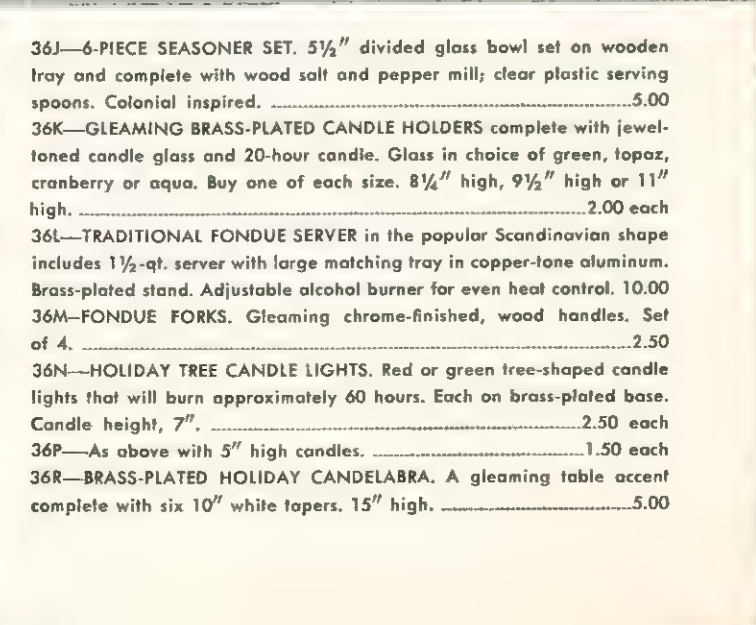 36J—6-PIECE SEASONER SET. 5½" divided glass bowl set on wooden
tray and complete with wood salt and pepper mill; clear plastic serving
spoons. Colonial inspired. ........................................5.00
36K—GLEAMING BRASS-PLATED CANDLE HOLDERS complete with jewel-
toned candle glass and 20-hour candle. Glass in choice of green, topaz,
cranberry or aqua. Buy one of each size. 8¼" high, 9½" high or 11"
high. ........................................2.00 each
36L—TRADITIONAL FONDUE SERVER in the popular Scandinavian shape
includes 1½-qt. server with large matching tray in copper-tone aluminum.
Brass-plated stand. Adjustable alcohol burner for even heat control. 10.00
36M—FONDUE FORKS. Gleaming chrome-finished, wood handles. Set
of 4. ........................................2.50
36N—HOLIDAY TREE CANDLE LIGHTS. Red or green tree-shaped candle
lights that will burn approximately 60 hours. Each on brass-plated base.
Candle height, 7". ........................................2.50 each
36P—As above with 5" high candles. ........................................1.50 each
36R—BRASS-PLATED HOLIDAY CANDELABRA. A gleaming table accent
complete with six 10" white tapers. 15" high. ........................................5.00